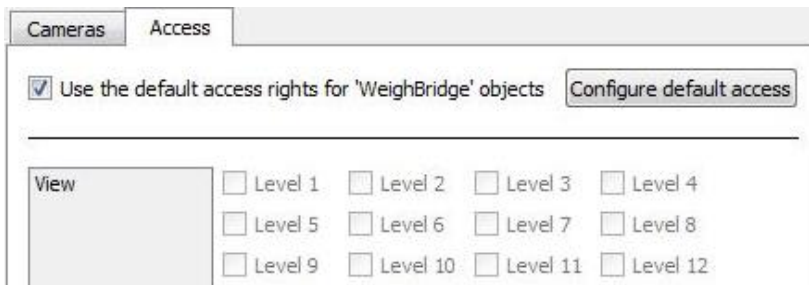 Cameras Access
Use the default access rights for 'WeighBridge' objects Configure default access
View Level 1 Level 2 Level 3 Level 4
Level 5 Level 6 Level 7 Level 8
Level 9 Level 10 Level 11 Level 12